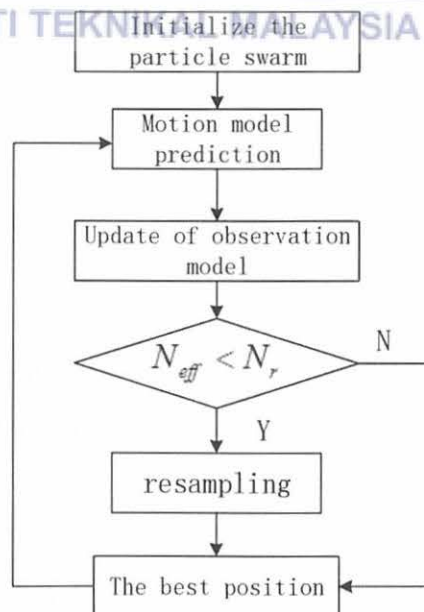 TI TEKNIKAL MALAYSIA
Initialize the
particle swarm
Motion model
prediction
Update of observation
model
N_eff < N_r
N
Y
resampling
The best position